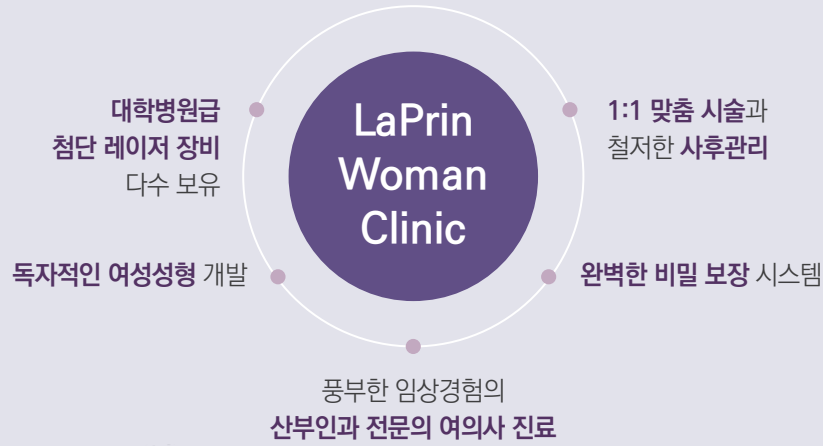 LaPrin
Woman
Clinic
대학병원급
첨단 레이저 장비
다수 보유
1:1 맞춤 시술과
철저한 사후관리
독자적인 여성성형 개발
완벽한 비밀 보장 시스템
풍부한 임상경험의
산부인과 전문의 여의사 진료